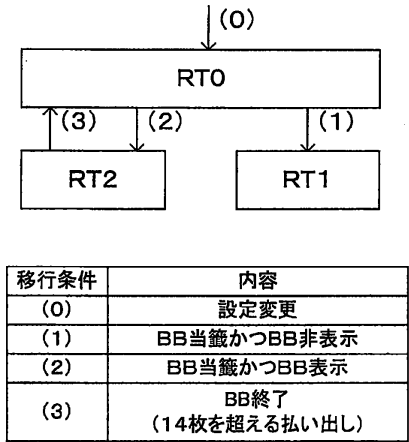 (0)
RT0
(3)
(2)
(1)
RT2
RT1
移行条件 内容
(0) 設定変更
(1) BB当籤かつBB非表示
(2) BB当籤かつBB表示
(3) BB終了
(14枚を超える払い出し)